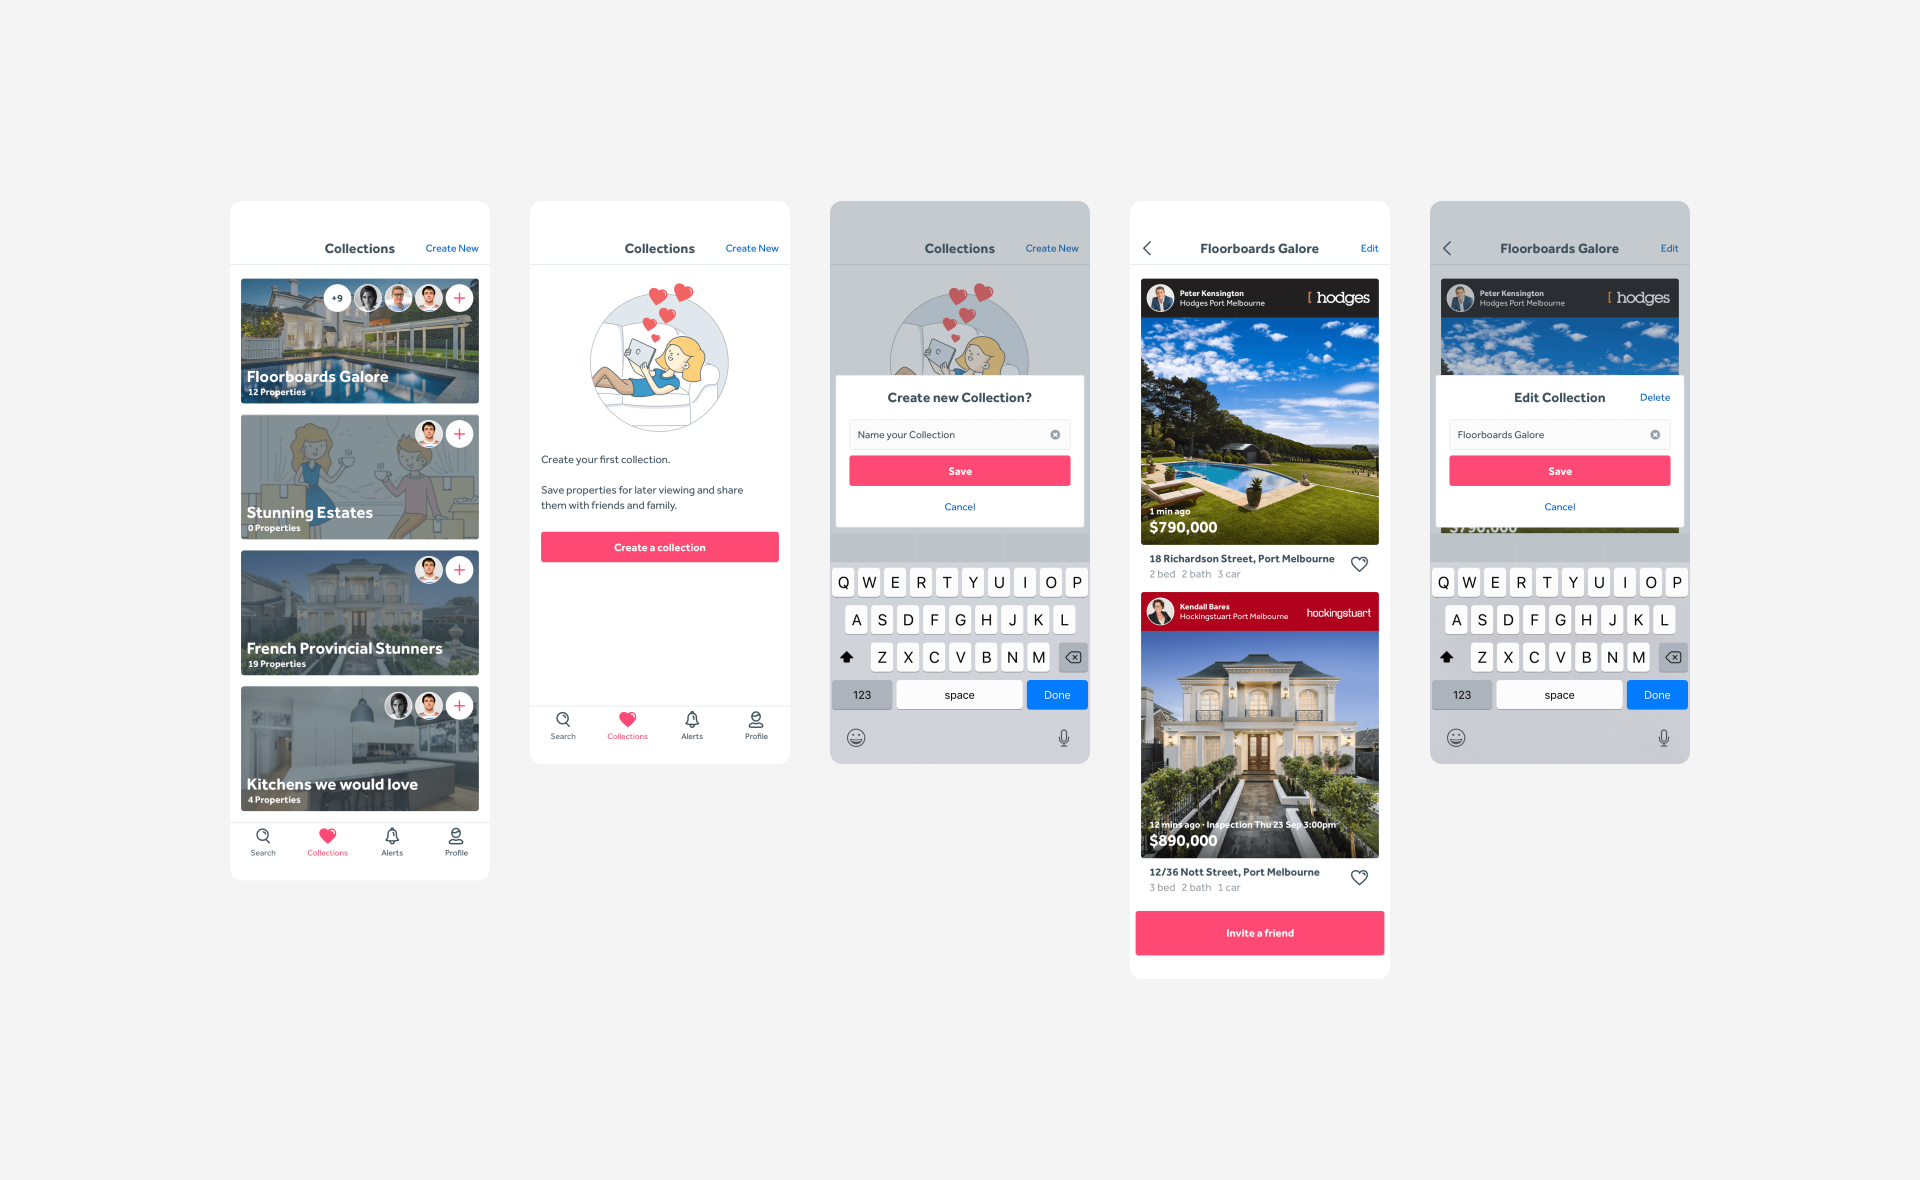 Collections
Create New
+9
Floorboards Galore
12 Properties
Stunning Estates
0 Properties
French Provincial Stunners
19 Properties
Kitchens we would love
4 Properties
Search
Collections
Alerts
Profile
Collections
Create New
Create your first collection.
Save properties for later viewing and share
them with friends and family.
Create a collection
Search
Collections
Alerts
Profile
Collections
Create New
Create new Collection?
Name your Collection
Save
Cancel
Q W E R T Y U I O P
A S D F G H J K L
Z X C V B N M
123 space Done
Floorboards Galore
Edit
Peter Kensington
Hodges Port Melbourne
hodges
1 min ago
$790,000
18 Richardson Street, Port Melbourne
2 bed 2 bath 3 car
Kendall Bares
Hockingstuart Port Melbourne
hockingstuart
12 mins ago · Inspection Thu 23 Sep 3:00pm
$890,000
12/36 Nott Street, Port Melbourne
3 bed 2 bath 1 car
Invite a friend
Floorboards Galore
Edit
Peter Kensington
Hodges Port Melbourne
hodges
Edit Collection
Delete
Floorboards Galore
Save
Cancel
$790,000
Q W E R T Y U I O P
A S D F G H J K L
Z X C V B N M
123 space Done